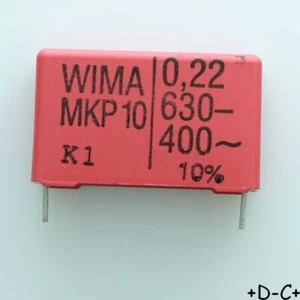 WIMA 0,22
MKP 10 630–
K1 400~
10%
+D-C+